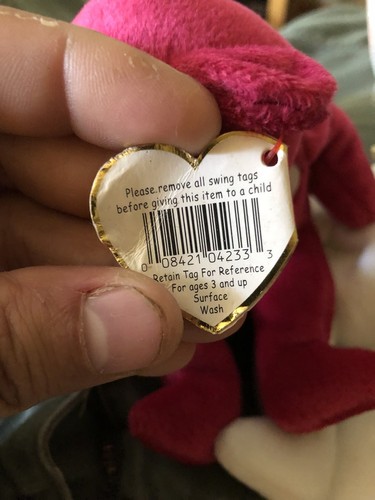 Please remove all swing tags
before giving this item to a child
0 08421 04233 3
Retain Tag For Reference
For ages 3 and up
Surface
Wash